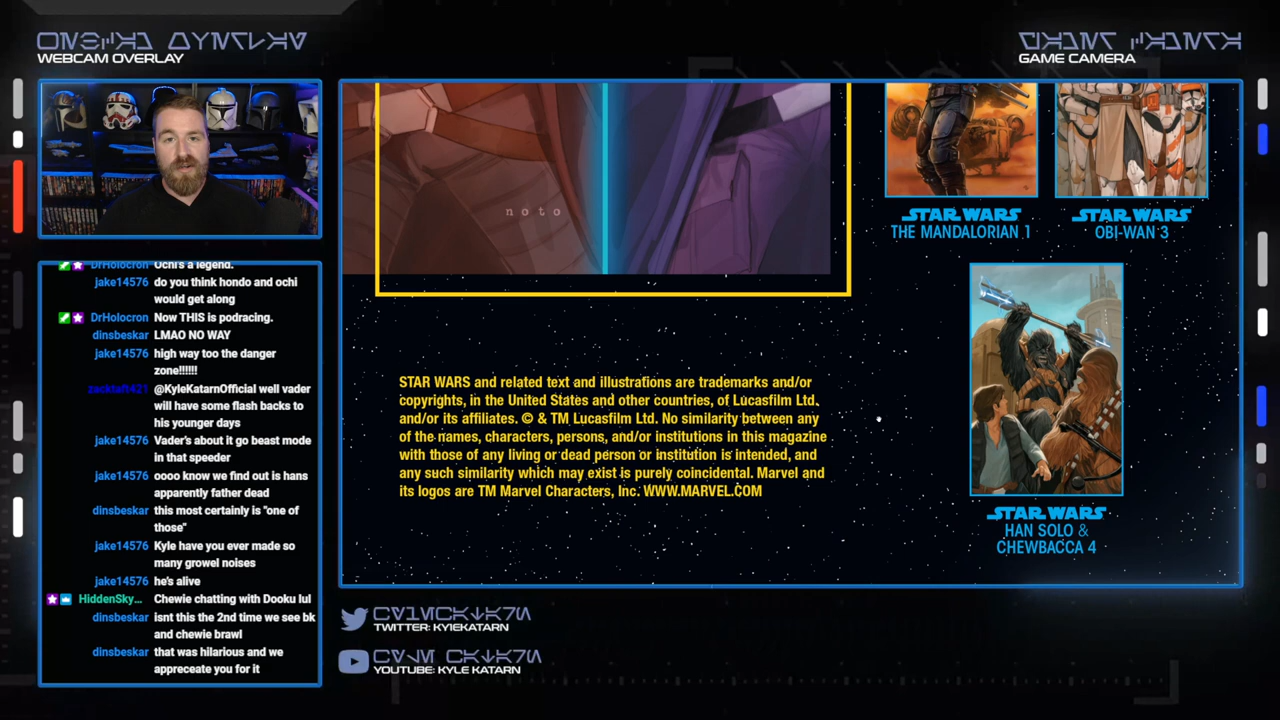 WEBCAM OVERLAY
GAME CAMERA
DrHolocron Ochi's a legend.
jake14576 do you think hondo and ochi
would get along
DrHolocron Now THIS is podracing.
dinsbeskar LMAO NO WAY
jake14576 high way too the danger
zone!!!!!!
zacktaft421 @KyleKatarnOfficial well vader
will have some flash backs to
his younger days
jake14576 Vader's about it go beast mode
in that speeder
jake14576 oooo know we find out is hans
apparently father dead
dinsbeskar this most certainly is "one of
those"
jake14576 Kyle have you ever made so
many growel noises
jake14576 he's alive
HiddenSky... Chewie chatting with Dooku lul
dinsbeskar isnt this the 2nd time we see bk
and chewie brawl
dinsbeskar that was hilarious and we
appreceate you for it
noto
STAR WARS and related text and illustrations are trademarks and/or
copyrights, in the United States and other countries, of Lucasfilm Ltd.
and/or its affiliates. © & TM Lucasfilm Ltd. No similarity between any
of the names, characters, persons, and/or institutions in this magazine
with those of any living or dead person or institution is intended, and
any such similarity which may exist is purely coincidental. Marvel and
its logos are TM Marvel Characters, Inc. WWW.MARVEL.COM
STAR WARS
THE MANDALORIAN 1
STAR WARS
OBI-WAN 3
STAR WARS
HAN SOLO &
CHEWBACCA 4
TWITTER: KYlEKATARN
YOUTUBE: KYLE KATARN